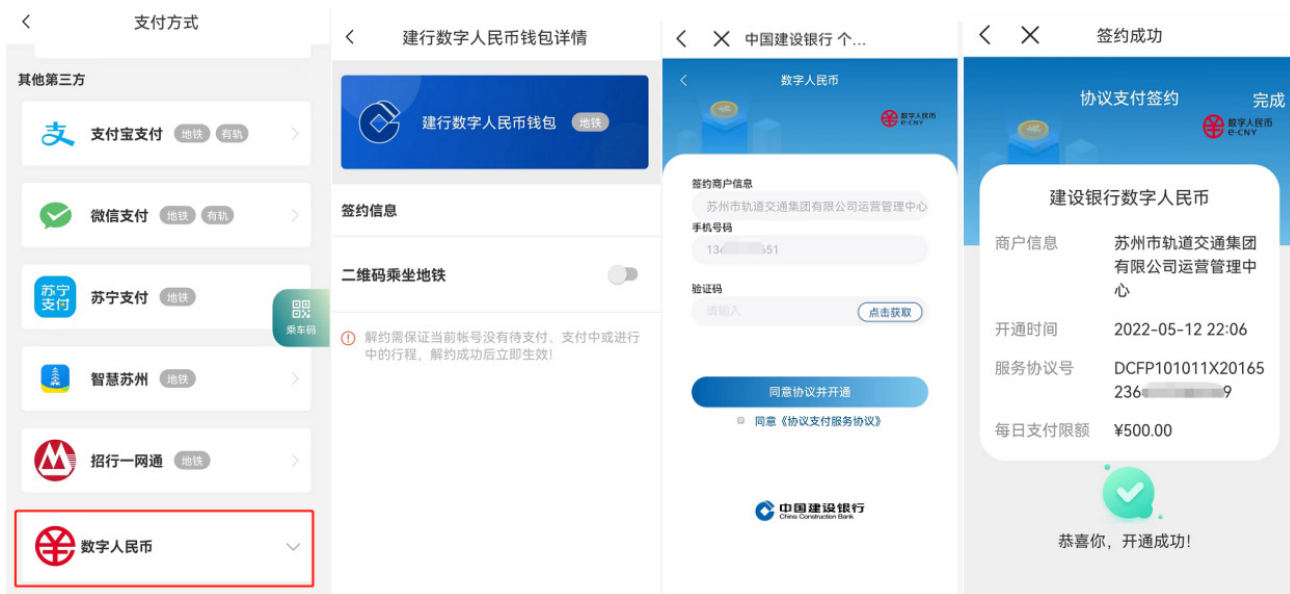 支付方式
其他第三方
支付宝支付 地铁 有轨
微信支付 地铁 有轨
苏宁
支付
苏宁支付 地铁
乘车码
智慧苏州 地铁
招行一网通 地铁
数字人民币
建行数字人民币钱包详情
建行数字人民币钱包 地铁
签约信息
二维码乘坐地铁
解约需保证当前帐号没有待支付、支付中或进行
中的行程，解约成功后立即生效!
中国建设银行 个...
数字人民币
数字人民币
e-CNY
签约商户信息
苏州市轨道交通集团有限公司运营管理中心
手机号码
验证码
请输入 点击获取
同意协议并开通
同意《协议支付服务协议》
中国建设银行
China Construction Bank
签约成功
协议支付签约 完成
数字人民币
e-CNY
建设银行数字人民币
商户信息 苏州市轨道交通集团
有限公司运营管理中
心
开通时间 2022-05-12 22:06
服务协议号 DCFP101011X20165
236 9
每日支付限额 ¥500.00
恭喜你，开通成功!